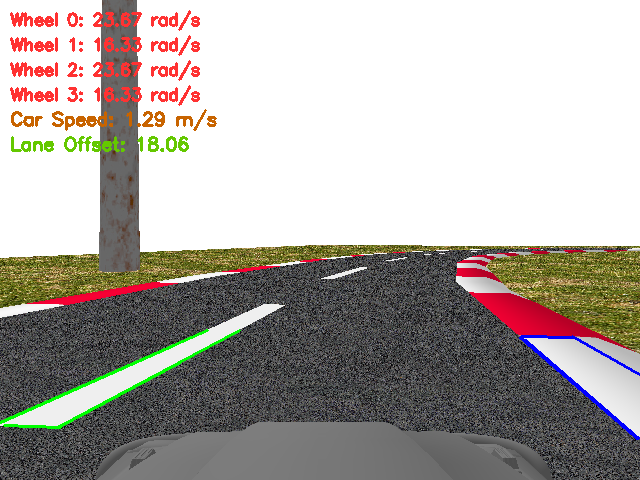 Wheel 0: 23.67 rad/s
Wheel 1: 16.33 rad/s
Wheel 2: 23.67 rad/s
Wheel 3: 16.33 rad/s
Car Speed: 1.29 m/s
Lane Offset: 18.06